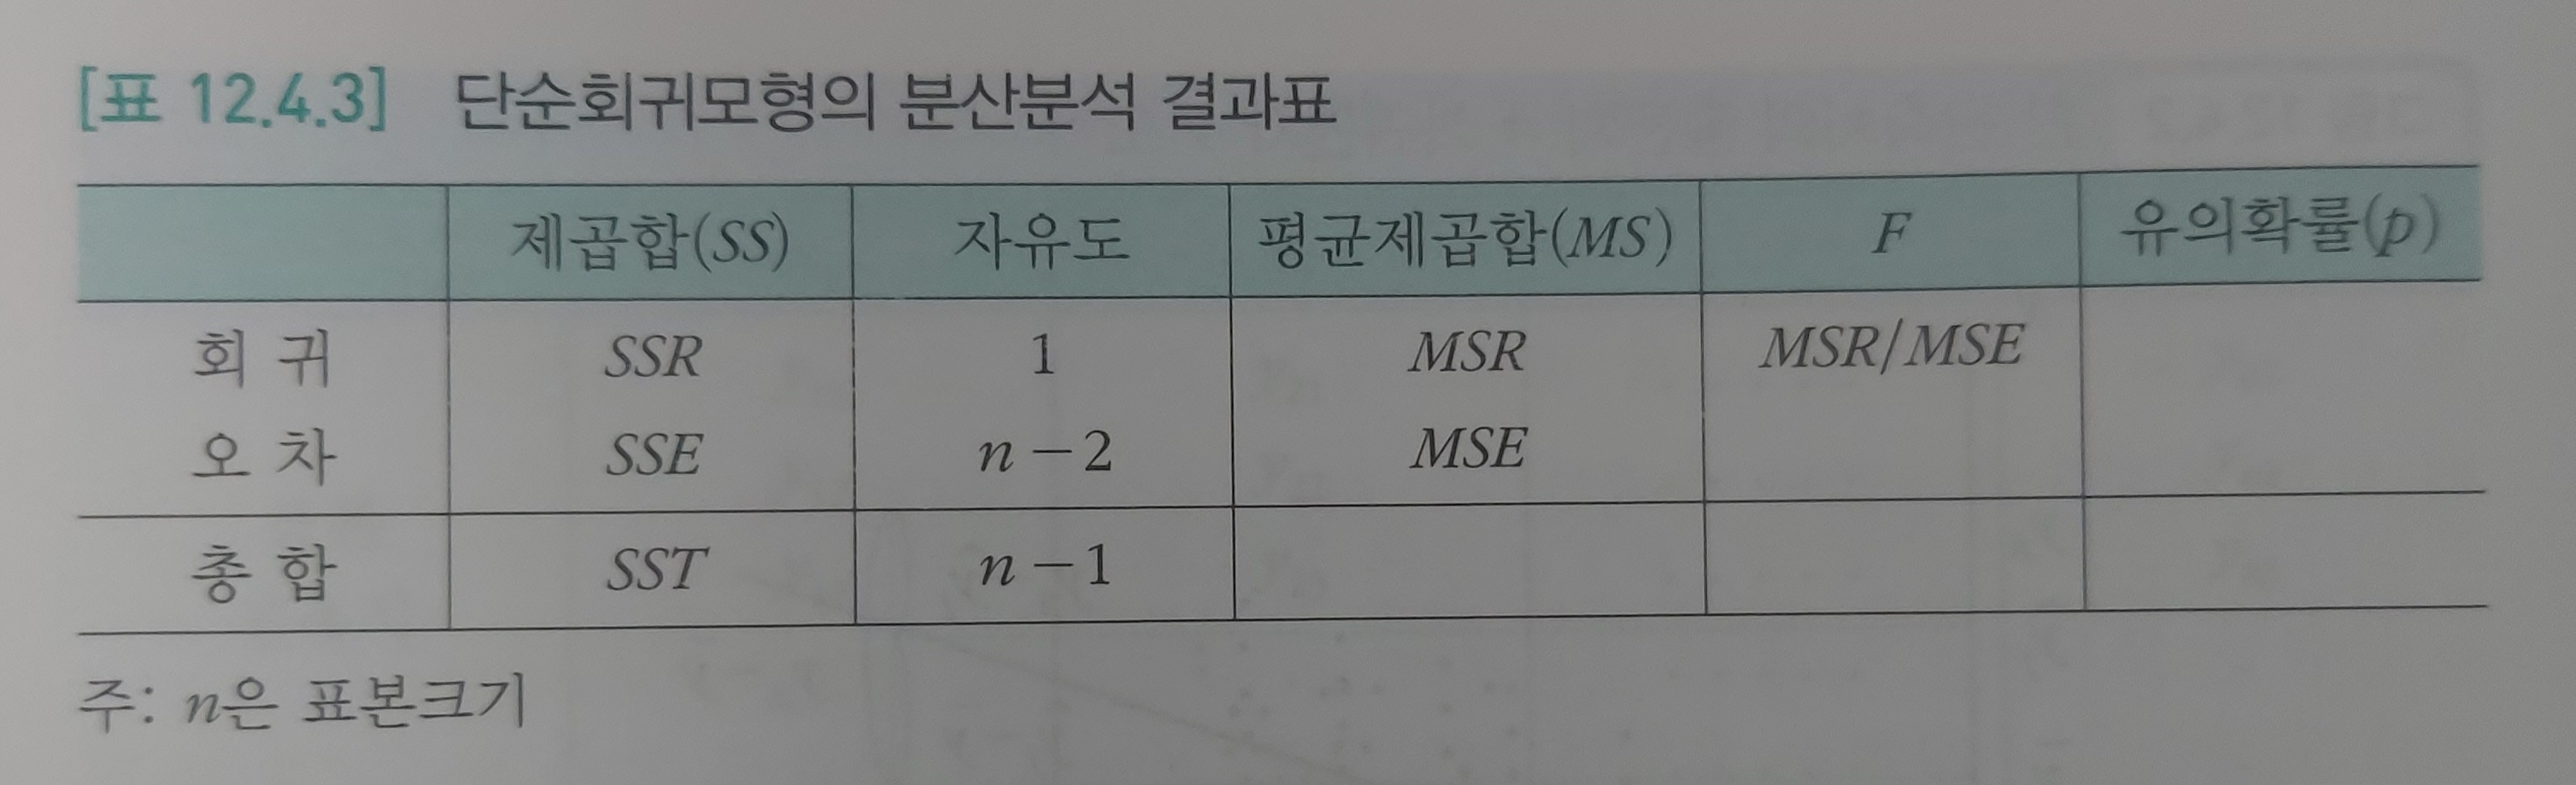 [표 12.4.3] 단순회귀모형의 분산분석 결과표
제곱합(SS) 자유도 평균제곱합(MS) F 유의확률(p)
회 귀 SSR 1 MSR MSR/MSE
오 차 SSE n－2 MSE
총 합 SST n－1
주: n은 표본크기